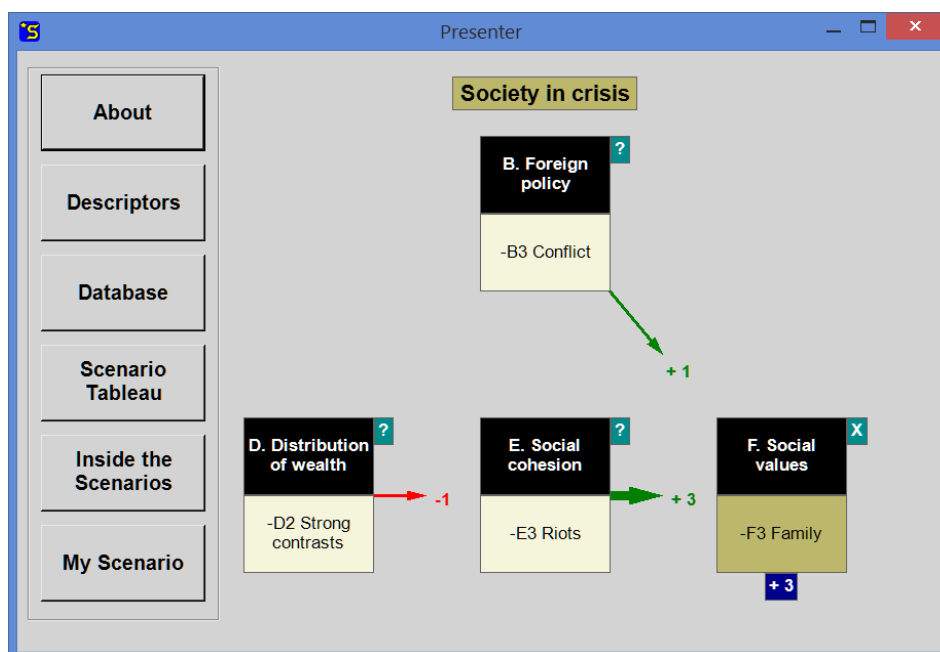 S
Presenter
About
Descriptors
Database
Scenario
Tableau
Inside the
Scenarios
My Scenario
Society in crisis
B. Foreign
policy
?
-B3 Conflict
+ 1
D. Distribution
of wealth
?
-D2 Strong
contrasts
-1
E. Social
cohesion
?
-E3 Riots
+ 3
F. Social
values
X
-F3 Family
+ 3